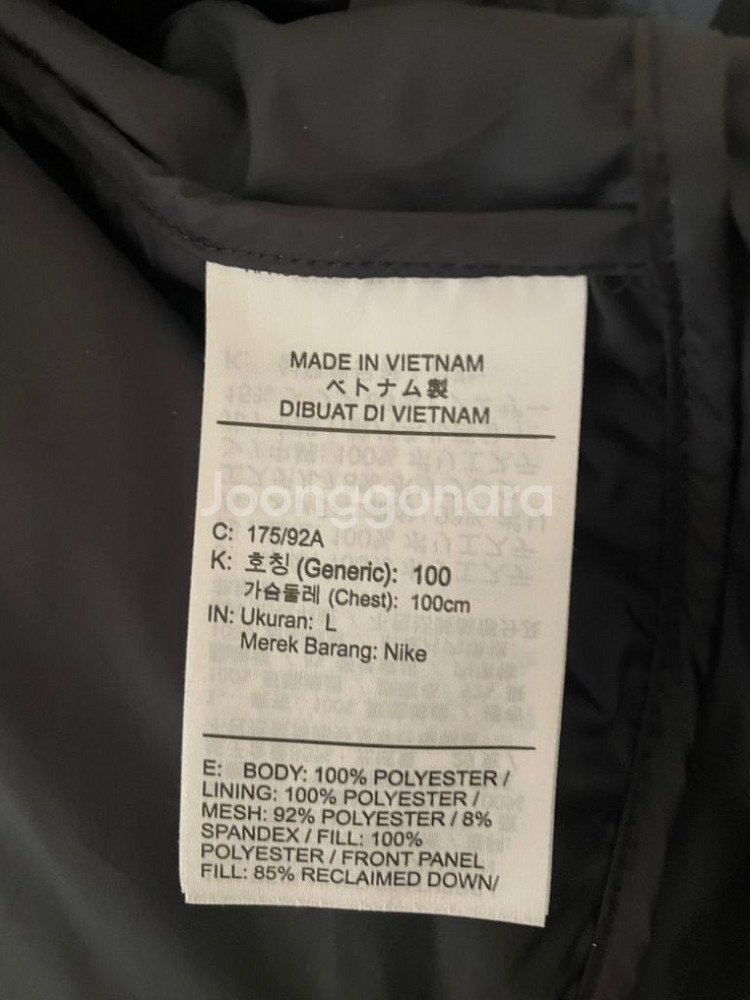 MADE IN VIETNAM
ベトナム製
DIBUAT DI VIETNAM
Joonggonara
C: 175/92A
K: 호칭 (Generic): 100
가슴둘레 (Chest): 100cm
IN: Ukuran: L
Merek Barang: Nike
E: BODY: 100% POLYESTER /
LINING: 100% POLYESTER /
MESH: 92% POLYESTER / 8%
SPANDEX / FILL: 100%
POLYESTER / FRONT PANEL
FILL: 85% RECLAIMED DOWN/